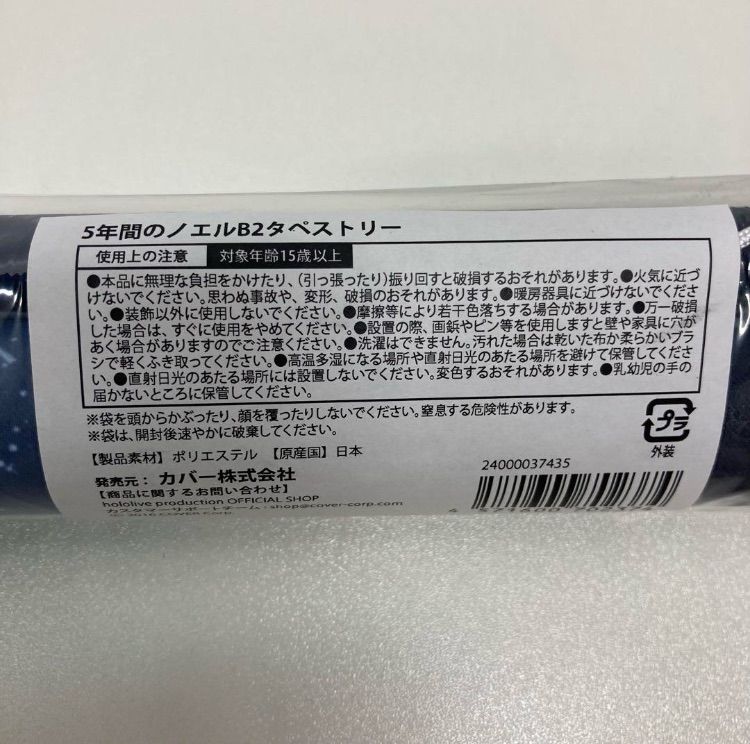 5年間のノエルB2タペストリー
使用上の注意 対象年齢15歳以上
●本品に無理な負担をかけたり、(引っ張ったり)振り回すと破損するおそれがあります。●火気に近づ
けないでください。思わぬ事故や、変形、破損のおそれがあります。●暖房器具に近づけないでくださ
い。●装飾以外に使用しないでください。●摩擦等により若干色落ちする場合があります。●万一破損
した場合は、すぐに使用をやめてください。●設置の際、画鋲やピン等を使用しますと壁や家具に穴が
あく場合がありますのでご注意ください。●洗濯はできません。汚れた場合は乾いた布か柔らかいブラ
シで軽くふき取ってください。●高温多湿になる場所や直射日光のあたる場所を避けて保管してくださ
い。●直射日光のあたる場所には設置しないでください。変色するおそれがあります。●乳幼児の手の
届かないところに保管してください。
※袋を頭からかぶったり、顔を覆ったりしないでください。窒息する危険性があります。
※袋は、開封後速やかに破棄してください。
プラ
外装
【製品素材】ポリエステル 【原産国】日本
発売元: カバー株式会社
【商品に関するお問い合わせ】
hololive production OFFICIAL SHOP
カスタマーサポートチーム : shop@cover-corp.com
© 2016 COVER Corp.
24000037435